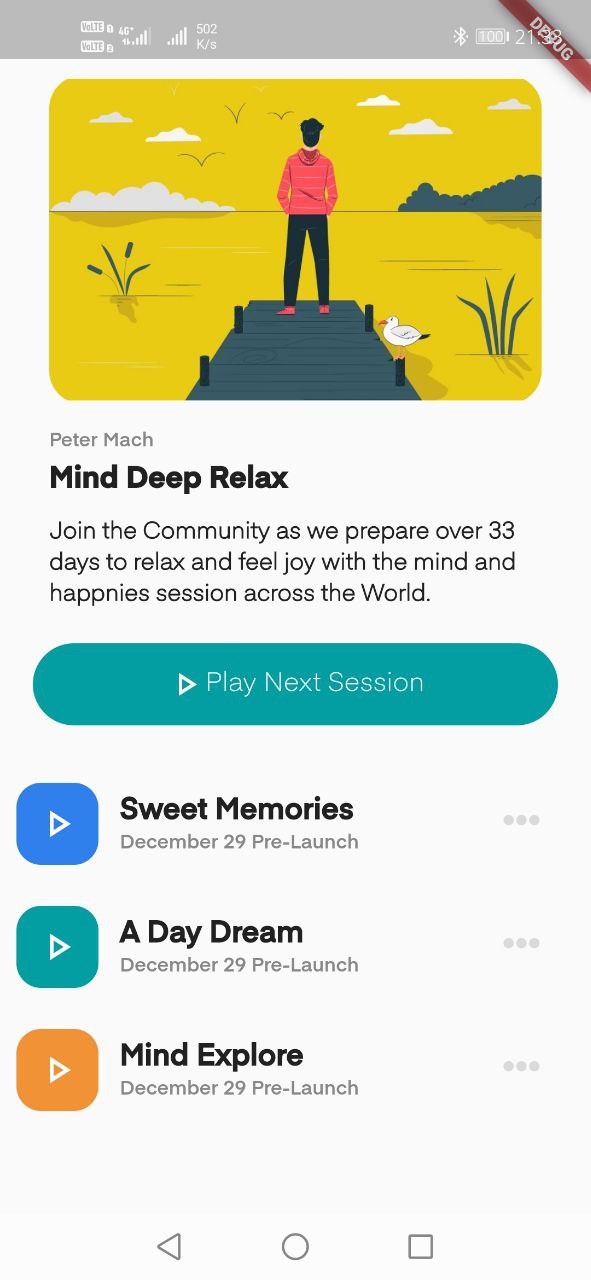 VoLTE 1 4G+ 502
VoLTE 2 K/s
100 21:33
DEBUG
Peter Mach
Mind Deep Relax
Join the Community as we prepare over 33
days to relax and feel joy with the mind and
happnies session across the World.
Play Next Session
Sweet Memories
December 29 Pre-Launch
A Day Dream
December 29 Pre-Launch
Mind Explore
December 29 Pre-Launch